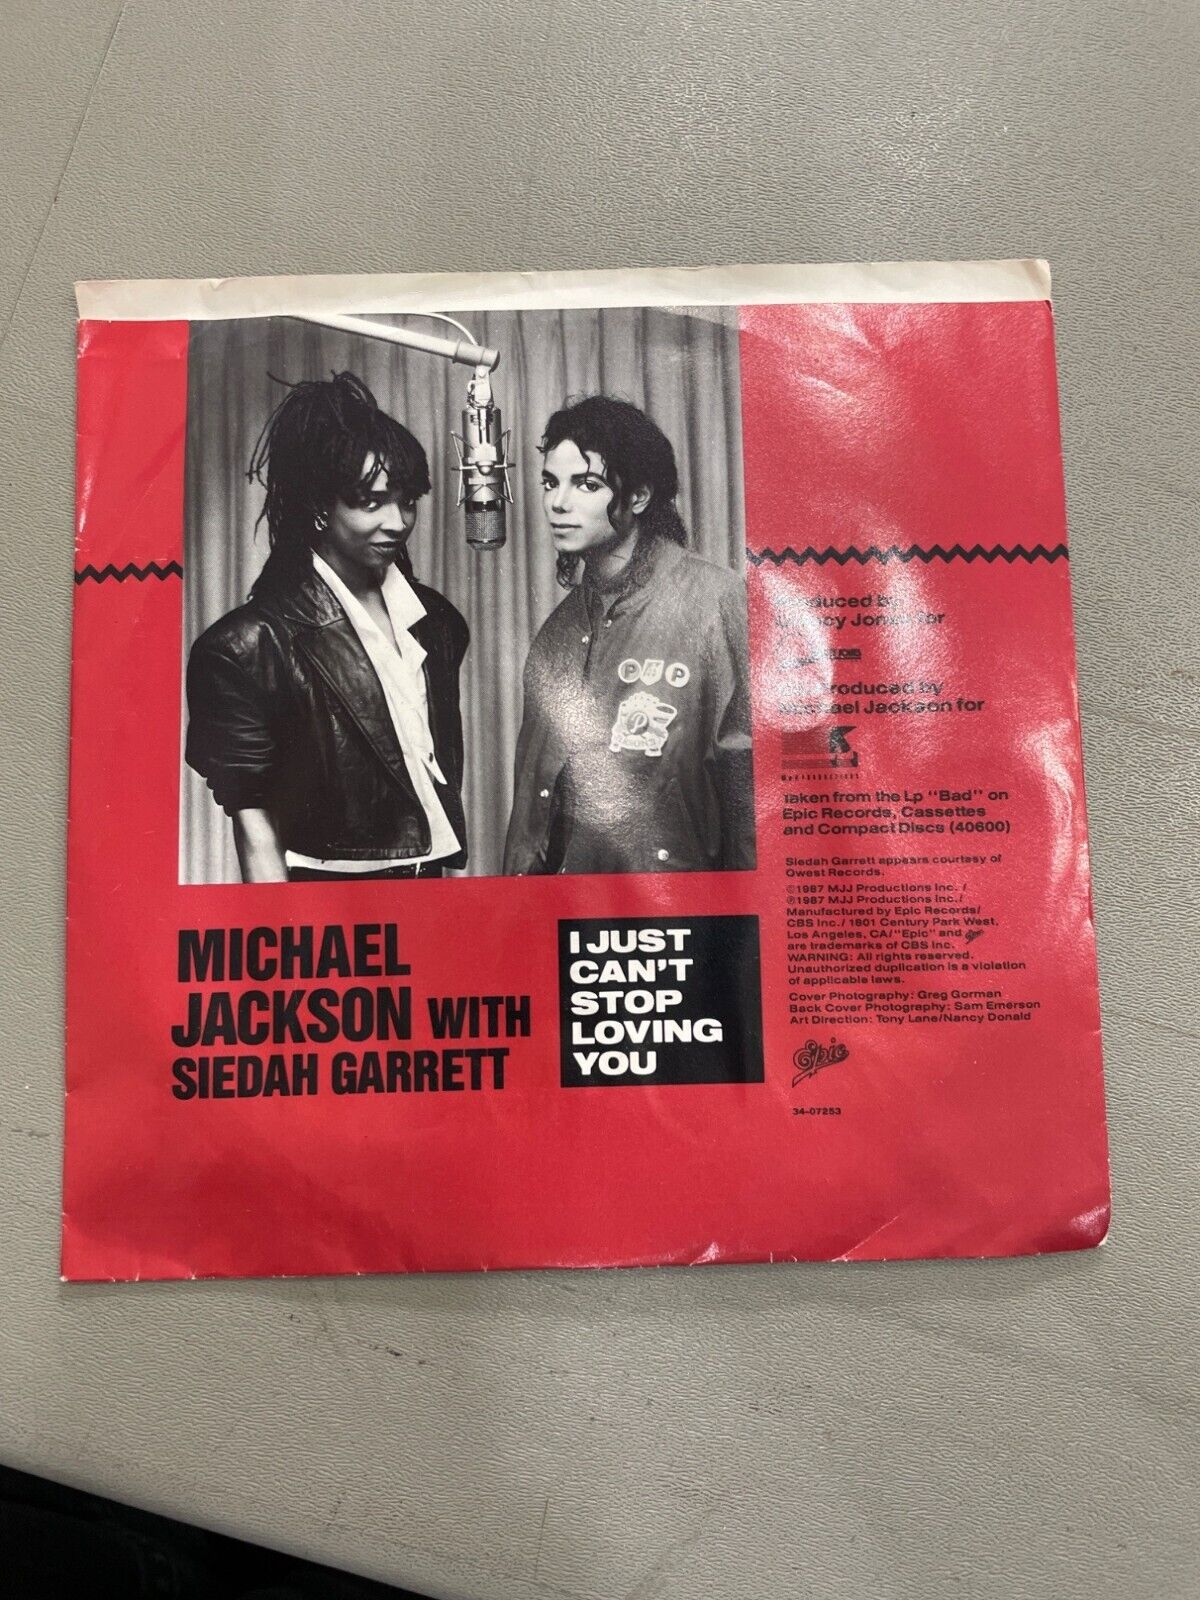 MICHAEL
JACKSON WITH
SIEDAH GARRETT
I JUST
CAN'T
STOP
LOVING
YOU
Produced by
Quincy Jones for
Produced by
Michael Jackson for
Taken from the Lp "Bad" on
Epic Records, Cassettes
and Compact Discs (40600)
Siedah Garrett appears courtesy of
Qwest Records.
©1987 MJJ Productions Inc. /
℗1987 MJJ Productions Inc./
Manufactured by Epic Records/
CBS Inc./ 1801 Century Park West,
Los Angeles, CA/"Epic" and Epic
are trademarks of CBS Inc.
WARNING: All rights reserved.
Unauthorized duplication is a violation
of applicable laws.
Cover Photography: Greg Gorman
Back Cover Photography: Sam Emerson
Art Direction: Tony Lane/Nancy Donald
Epic
34-07253